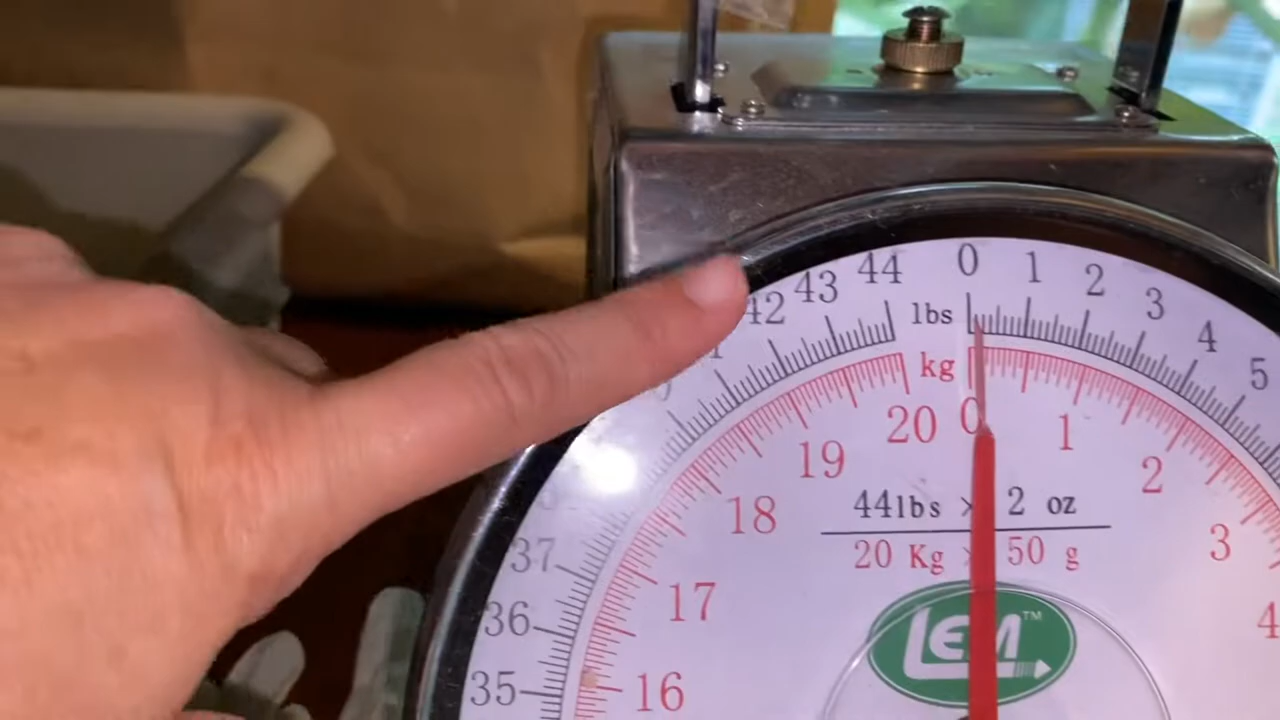 44 0 1 2 3 4 5
43
42
lbs
kg
20 0 1 2 3 4
19
18
17
16
37
36
35
44lbs × 2 oz
20 Kg × 50 g
LEM™